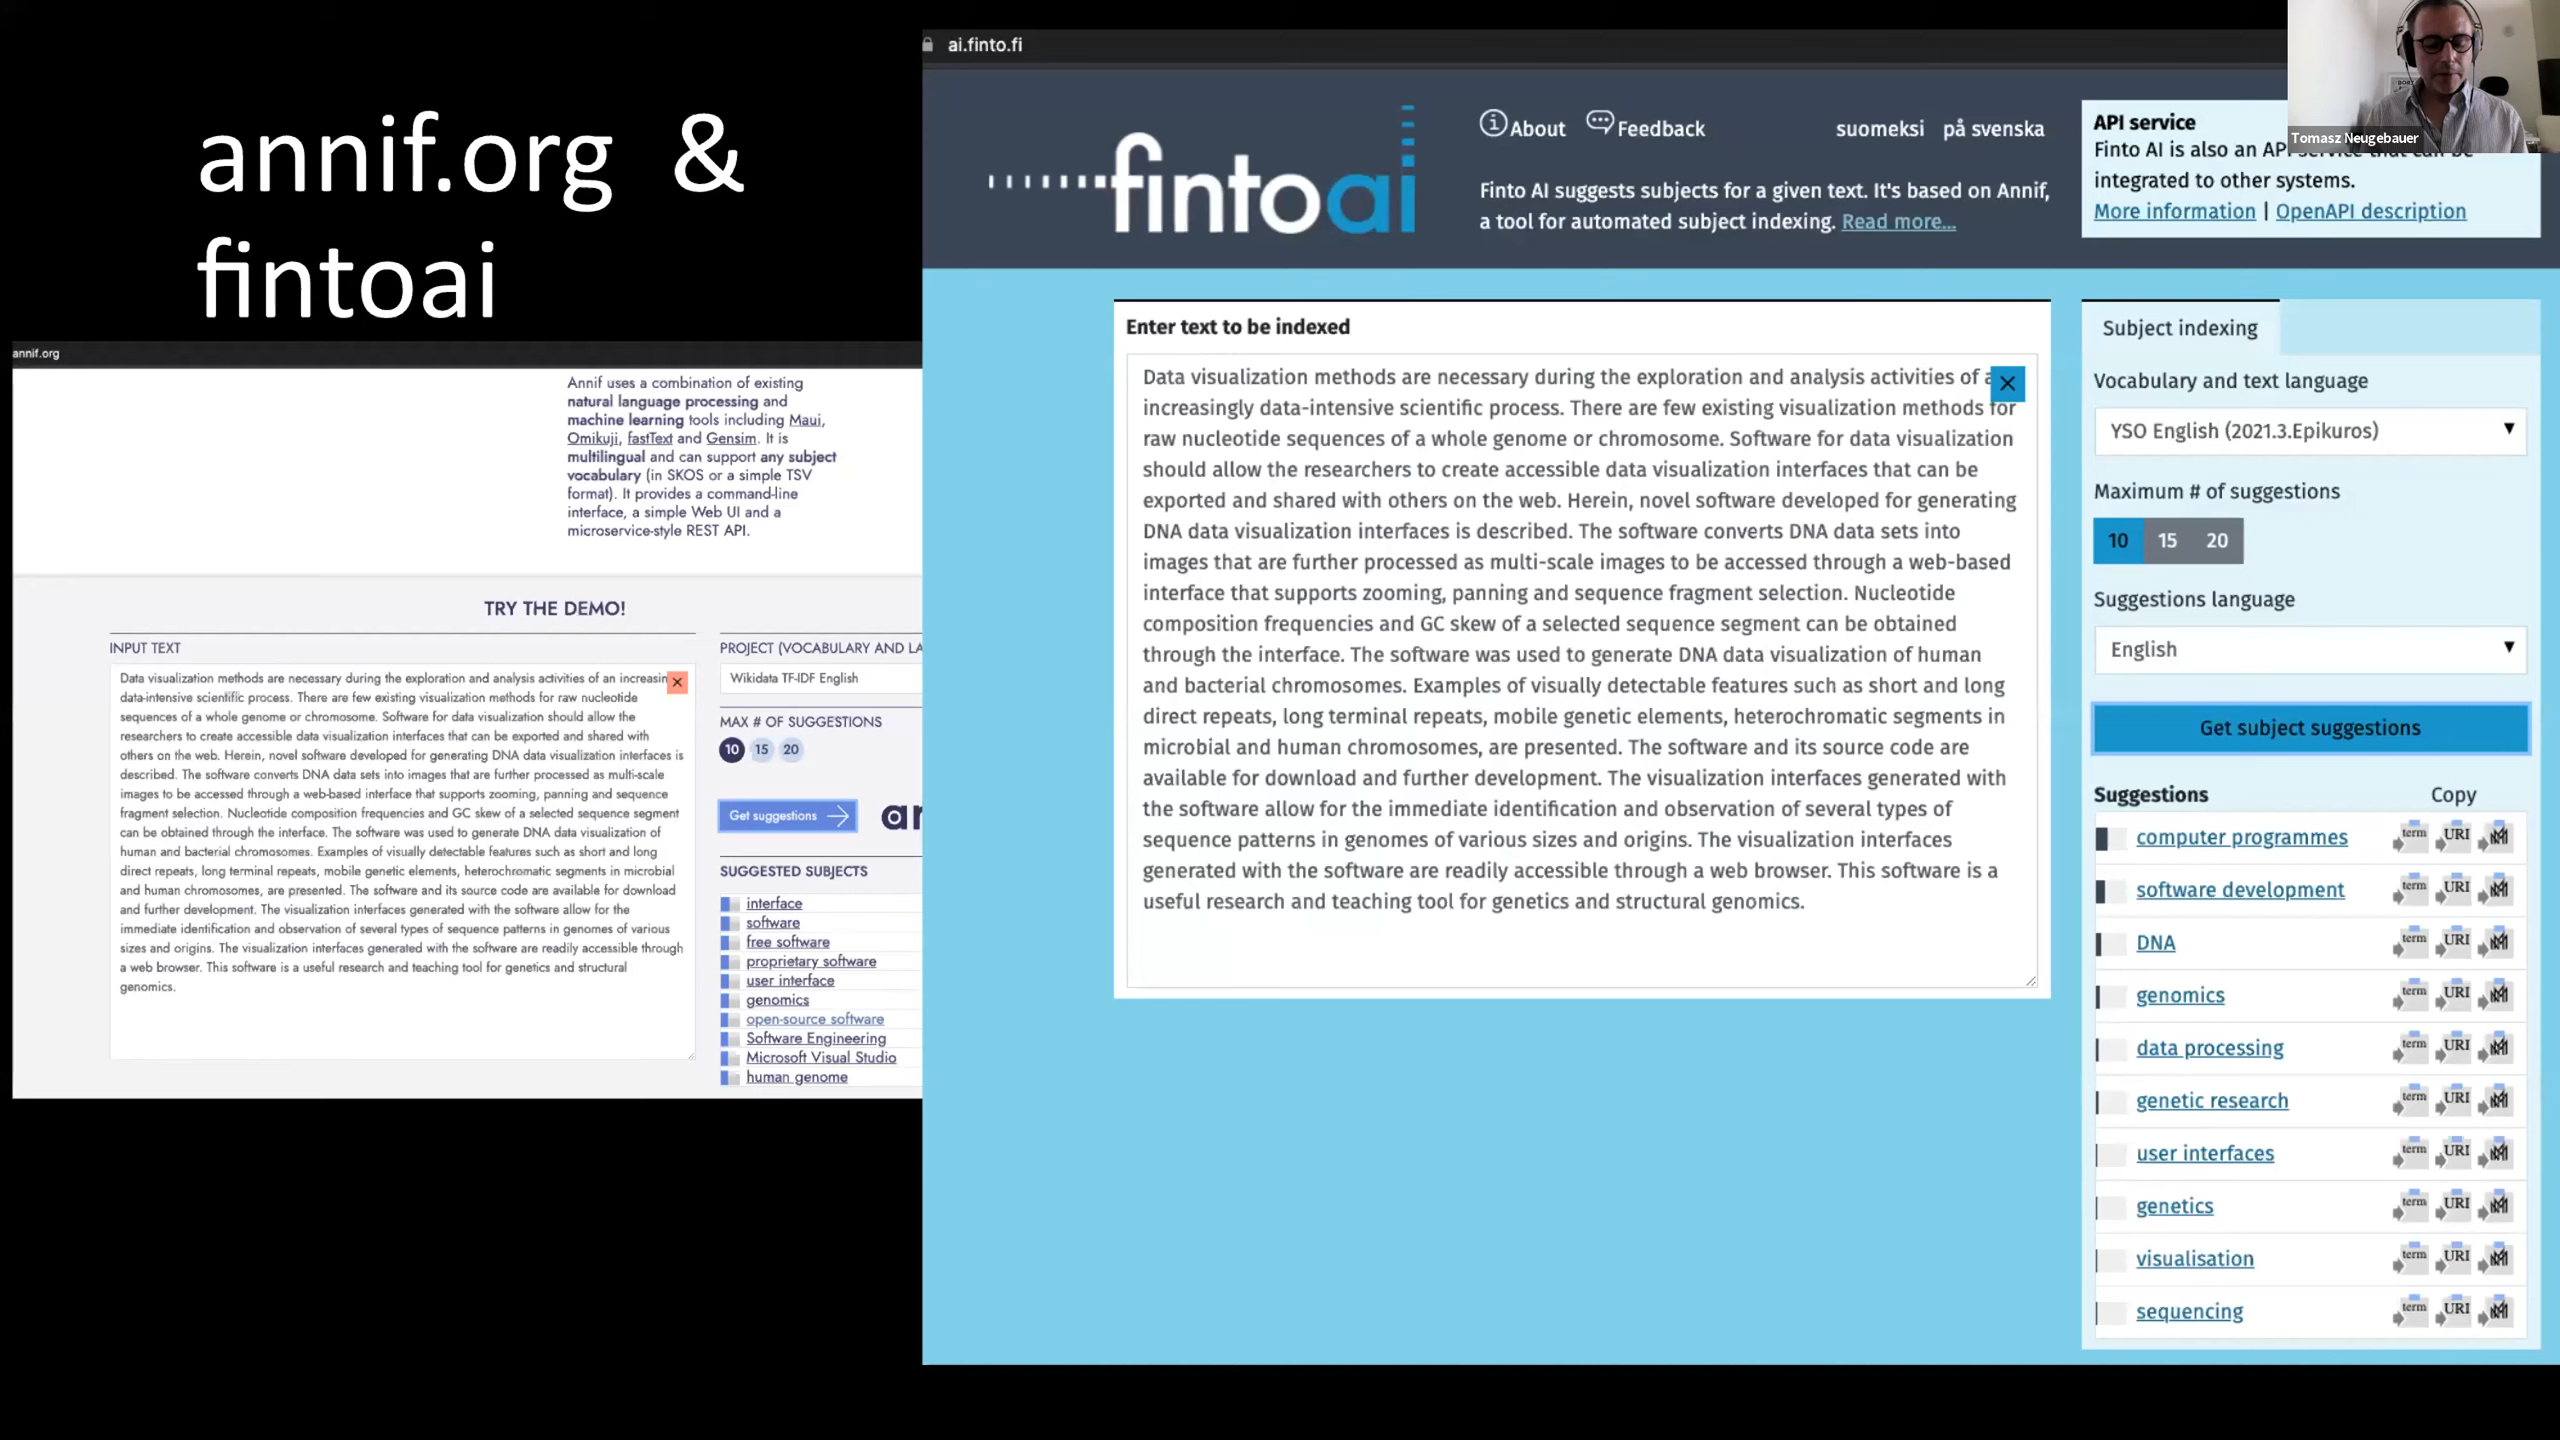 annif.org &
fintoai
annif.org
Annif uses a combination of existing
natural language processing and
machine learning tools including Maui,
Omikuji, fastText and Gensim. It is
multilingual and can support any subject
vocabulary (in SKOS or a simple TSV
format). It provides a command-line
interface, a simple Web UI and a
microservice-style REST API.
TRY THE DEMO!
INPUT TEXT
Data visualization methods are necessary during the exploration and analysis activities of an increasin
data-intensive scientific process. There are few existing visualization methods for raw nucleotide
sequences of a whole genome or chromosome. Software for data visualization should allow the
researchers to create accessible data visualization interfaces that can be exported and shared with
others on the web. Herein, novel software developed for generating DNA data visualization interfaces is
described. The software converts DNA data sets into images that are further processed as multi-scale
images to be accessed through a web-based interface that supports zooming, panning and sequence
fragment selection. Nucleotide composition frequencies and GC skew of a selected sequence segment
can be obtained through the interface. The software was used to generate DNA data visualization of
human and bacterial chromosomes. Examples of visually detectable features such as short and long
direct repeats, long terminal repeats, mobile genetic elements, heterochromatic segments in microbial
and human chromosomes, are presented. The software and its source code are available for download
and further development. The visualization interfaces generated with the software allow for the
immediate identification and observation of several types of sequence patterns in genomes of various
sizes and origins. The visualization interfaces generated with the software are readily accessible through
a web browser. This software is a useful research and teaching tool for genetics and structural
genomics.
PROJECT (VOCABULARY AND LA
Wikidata TF-IDF English
MAX # OF SUGGESTIONS
10 15 20
Get suggestions
an
SUGGESTED SUBJECTS
interface
software
free software
proprietary software
user interface
genomics
open-source software
Software Engineering
Microsoft Visual Studio
human genome
ai.finto.fi
fintoai
About Feedback suomeksi på svenska
Finto AI suggests subjects for a given text. It's based on Annif,
a tool for automated subject indexing. Read more...
API service
Finto AI is also an API service that can be
integrated to other systems.
More information | OpenAPI description
Tomasz Neugebauer
Enter text to be indexed
Data visualization methods are necessary during the exploration and analysis activities of a
increasingly data-intensive scientific process. There are few existing visualization methods for
raw nucleotide sequences of a whole genome or chromosome. Software for data visualization
should allow the researchers to create accessible data visualization interfaces that can be
exported and shared with others on the web. Herein, novel software developed for generating
DNA data visualization interfaces is described. The software converts DNA data sets into
images that are further processed as multi-scale images to be accessed through a web-based
interface that supports zooming, panning and sequence fragment selection. Nucleotide
composition frequencies and GC skew of a selected sequence segment can be obtained
through the interface. The software was used to generate DNA data visualization of human
and bacterial chromosomes. Examples of visually detectable features such as short and long
direct repeats, long terminal repeats, mobile genetic elements, heterochromatic segments in
microbial and human chromosomes, are presented. The software and its source code are
available for download and further development. The visualization interfaces generated with
the software allow for the immediate identification and observation of several types of
sequence patterns in genomes of various sizes and origins. The visualization interfaces
generated with the software are readily accessible through a web browser. This software is a
useful research and teaching tool for genetics and structural genomics.
Subject indexing
Vocabulary and text language
YSO English (2021.3.Epikuros)
Maximum # of suggestions
10 15 20
Suggestions language
English
Get subject suggestions
Suggestions Copy
computer programmes term URI
software development term URI
DNA term URI
genomics term URI
data processing term URI
genetic research term URI
user interfaces term URI
genetics term URI
visualisation term URI
sequencing term URI